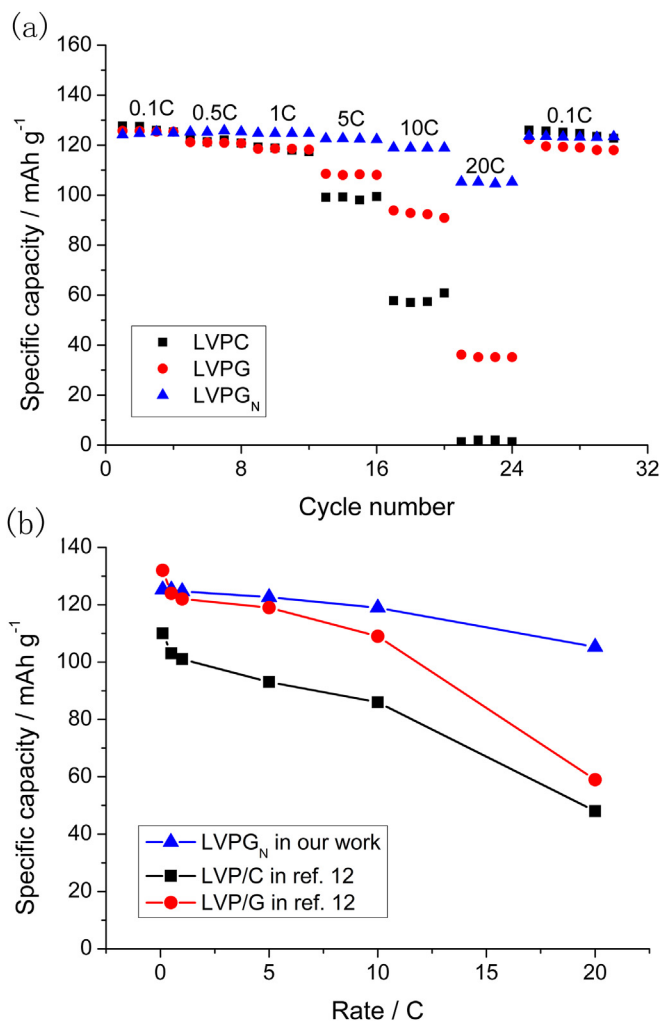 (a)
160
140
120
100
80
60
40
20
0
Specific capacity / mAh g⁻¹
0.1C
0.5C
1C
5C
10C
20C
0.1C
LVPC
LVPG
LVPG_N
0 8 16 24 32
Cycle number
(b)
140
120
100
80
60
40
20
0
Specific capacity / mAh g⁻¹
LVPG_N in our work
LVP/C in ref. 12
LVP/G in ref. 12
0 5 10 15 20
Rate / C